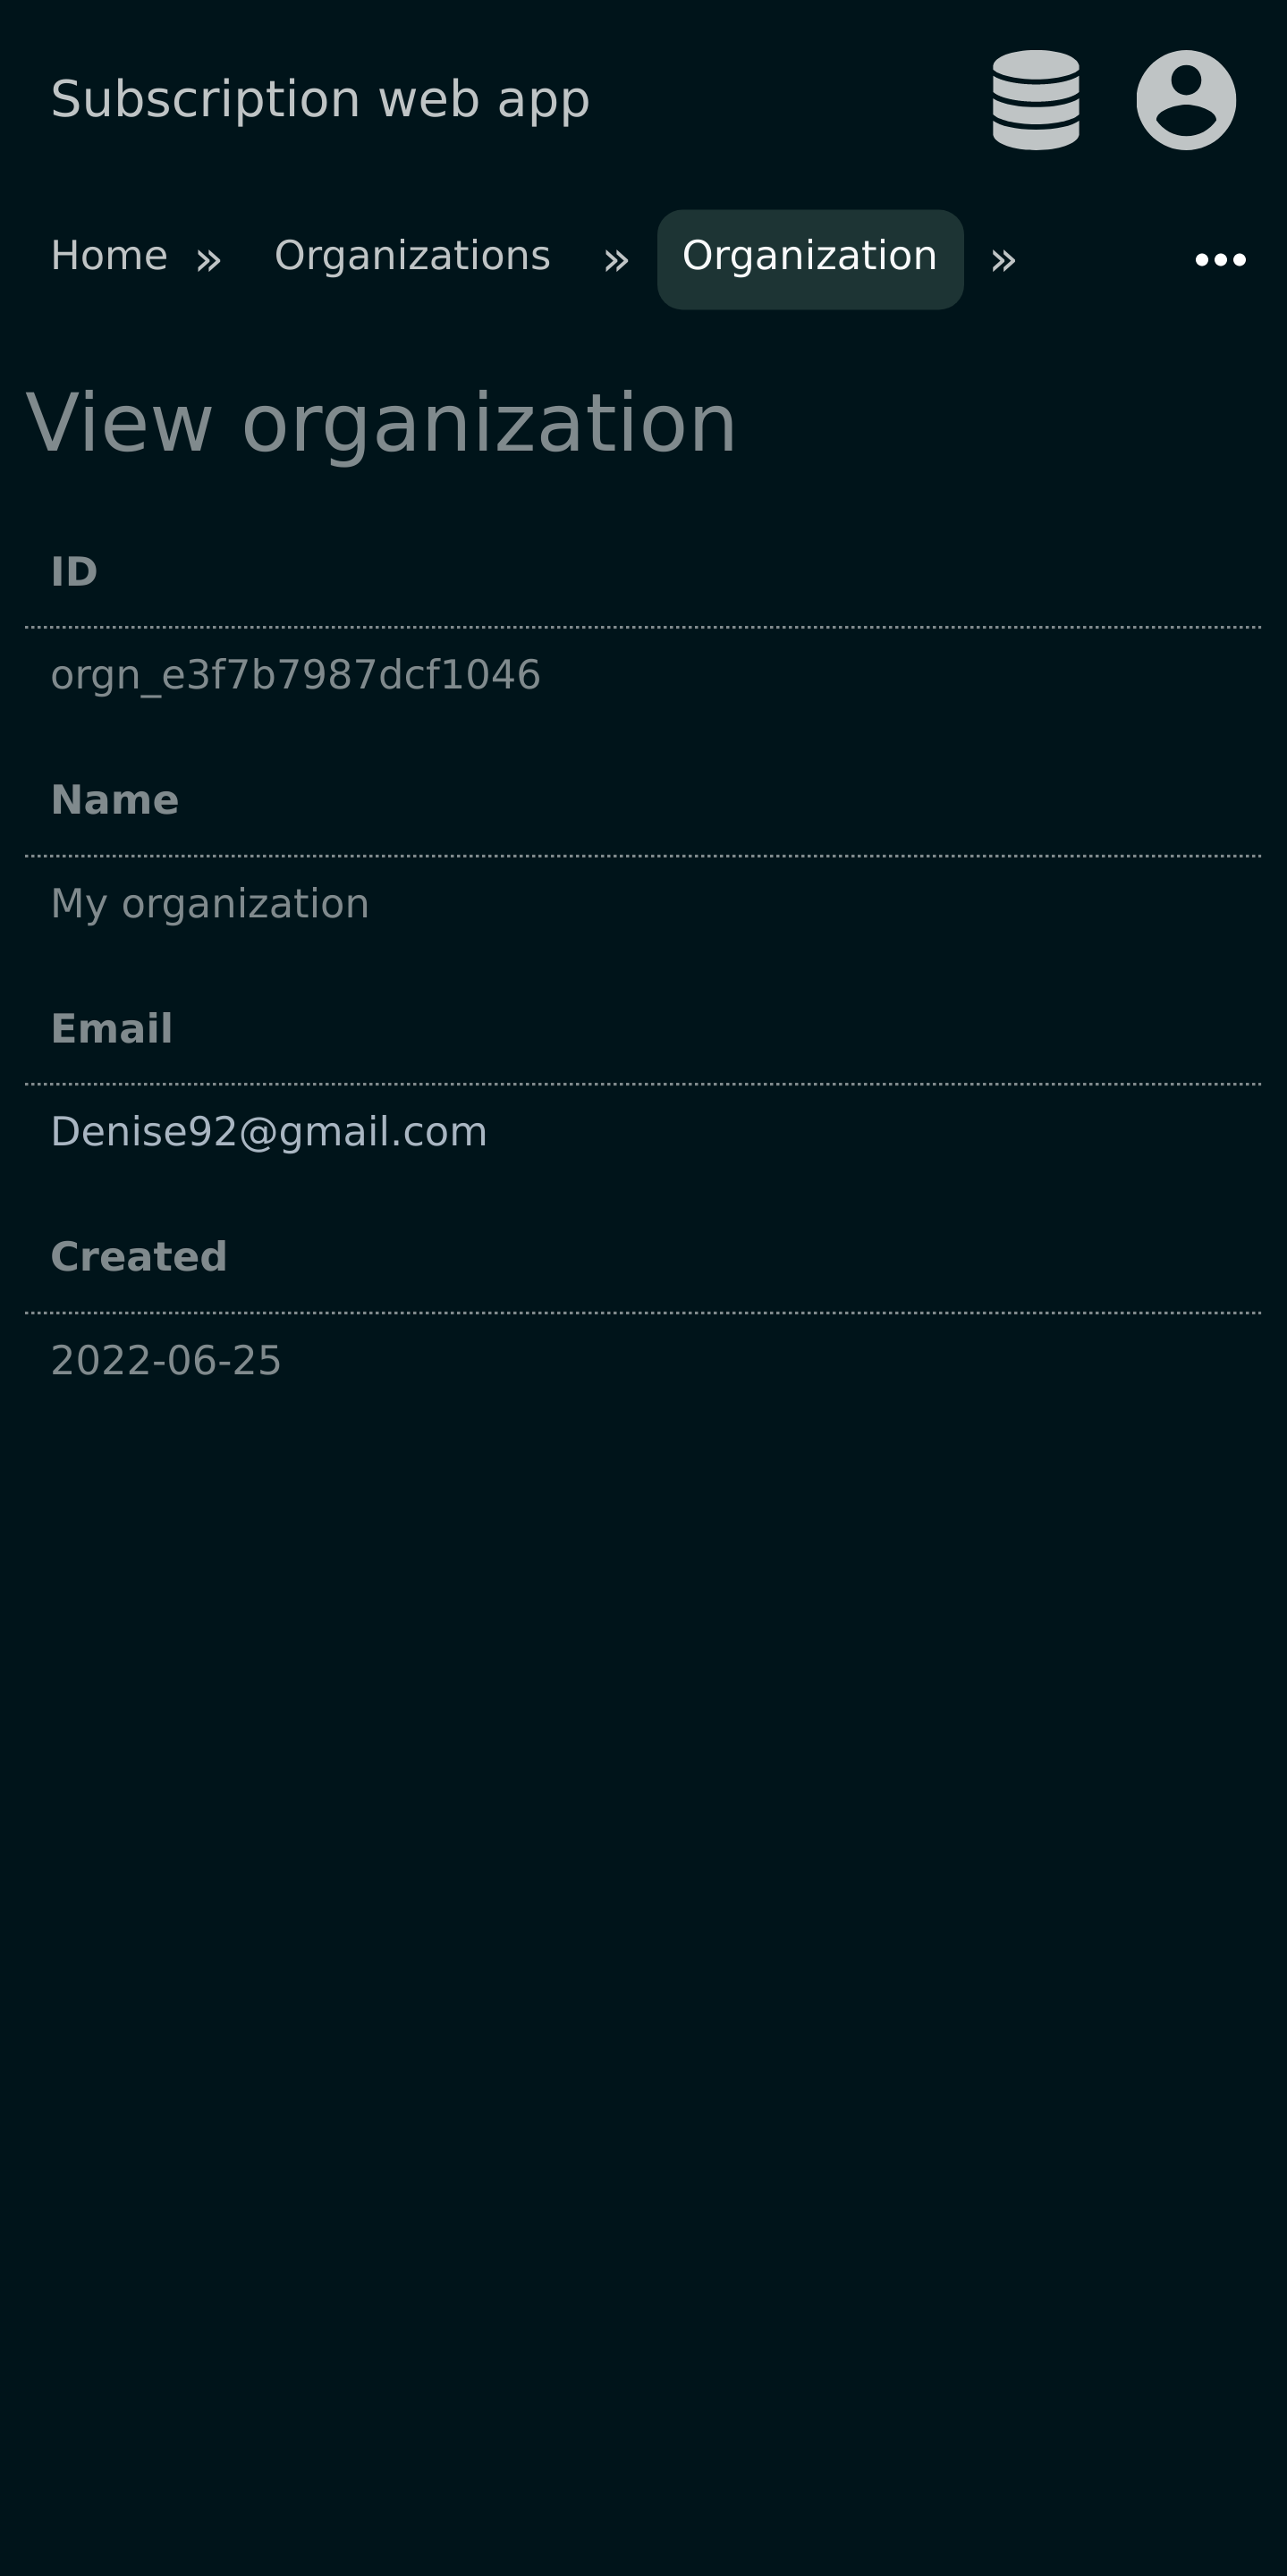 Subscription web app
Home » Organizations » Organization » •••
View organization
ID
orgn_e3f7b7987dcf1046
Name
My organization
Email
Denise92@gmail.com
Created
2022-06-25